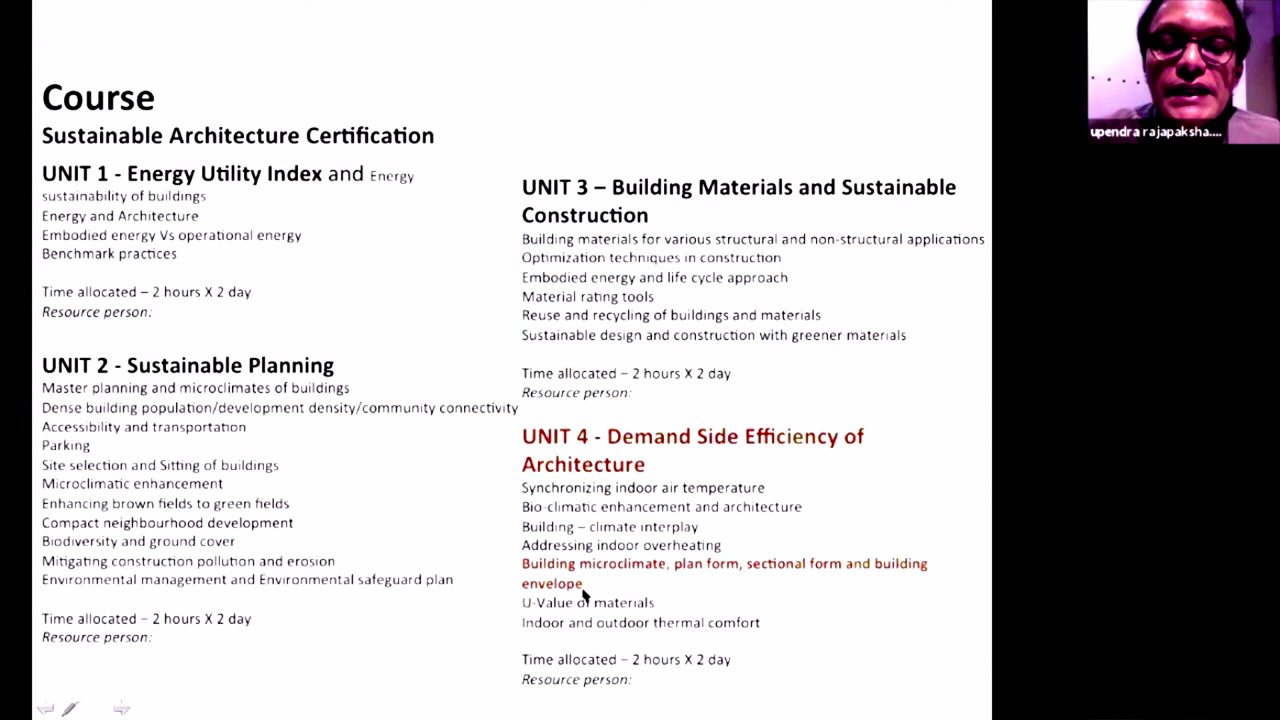 Course
Sustainable Architecture Certification
UNIT 1 - Energy Utility Index and Energy
sustainability of buildings
Energy and Architecture
Embodied energy Vs operational energy
Benchmark practices
Time allocated – 2 hours X 2 day
Resource person:
UNIT 2 - Sustainable Planning
Master planning and microclimates of buildings
Dense building population/development density/community connectivity
Accessibility and transportation
Parking
Site selection and Sitting of buildings
Microclimatic enhancement
Enhancing brown fields to green fields
Compact neighbourhood development
Biodiversity and ground cover
Mitigating construction pollution and erosion
Environmental management and Environmental safeguard plan
Time allocated – 2 hours X 2 day
Resource person:
UNIT 3 – Building Materials and Sustainable
Construction
Building materials for various structural and non-structural applications
Optimization techniques in construction
Embodied energy and life cycle approach
Material rating tools
Reuse and recycling of buildings and materials
Sustainable design and construction with greener materials
Time allocated – 2 hours X 2 day
Resource person:
UNIT 4 - Demand Side Efficiency of
Architecture
Synchronizing indoor air temperature
Bio-climatic enhancement and architecture
Building – climate interplay
Addressing indoor overheating
Building microclimate, plan form, sectional form and building
envelope
U-Value of materials
Indoor and outdoor thermal comfort
Time allocated – 2 hours X 2 day
Resource person:
upendra rajapaksha....